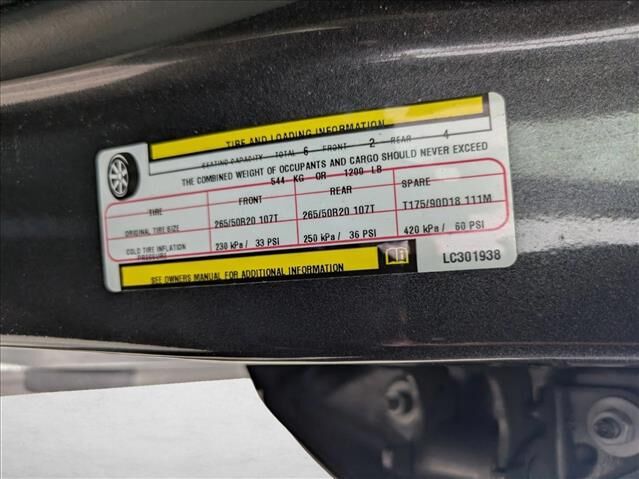 TIRE AND LOADING INFORMATION
SEATING CAPACITY TOTAL 6 FRONT 2 REAR 4
THE COMBINED WEIGHT OF OCCUPANTS AND CARGO SHOULD NEVER EXCEED
544 KG OR 1200 LB
TIRE FRONT REAR SPARE
ORIGINAL TIRE SIZE 265/50R20 107T 265/50R20 107T T175/90D18 111M
COLD TIRE INFLATION PRESSURE 230 kPa / 33 PSI 250 kPa / 36 PSI 420 kPa / 60 PSI
SEE OWNERS MANUAL FOR ADDITIONAL INFORMATION LC301938